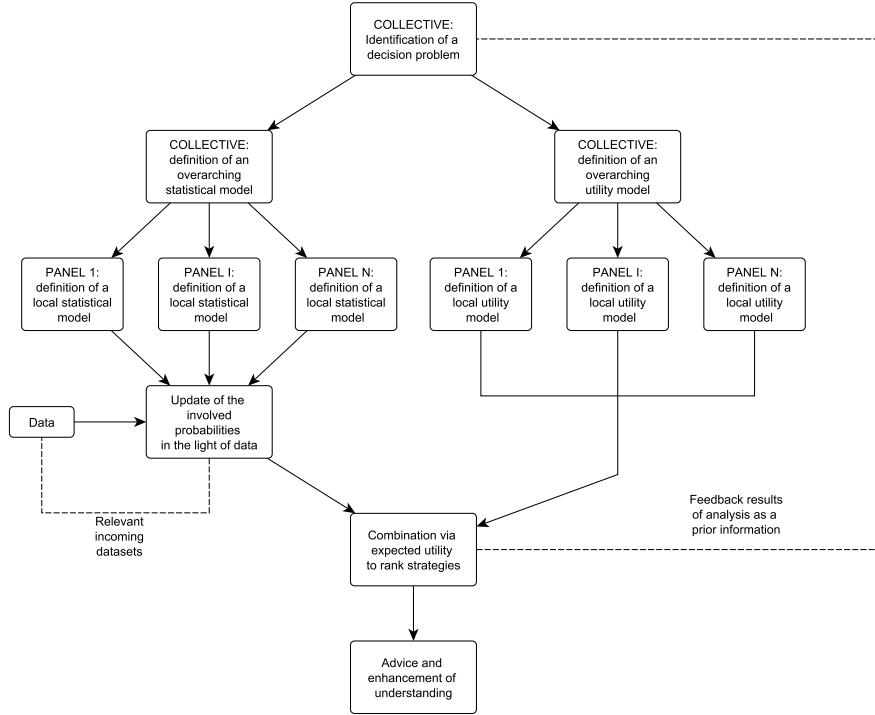 COLLECTIVE:
Identification of a
decision problem
COLLECTIVE:
definition of an
overarching
statistical model
COLLECTIVE:
definition of an
overarching
utility model
PANEL 1:
definition of a
local statistical
model
PANEL I:
definition of a
local statistical
model
PANEL N:
definition of a
local statistical
model
PANEL 1:
definition of a
local utility
model
PANEL I:
definition of a
local utility
model
PANEL N:
definition of a
local utility
model
Data
Update of the
involved
probabilities
in the light of data
Relevant
incoming
datasets
Feedback results
of analysis as a
prior information
Combination via
expected utility
to rank strategies
Advice and
enhancement of
understanding